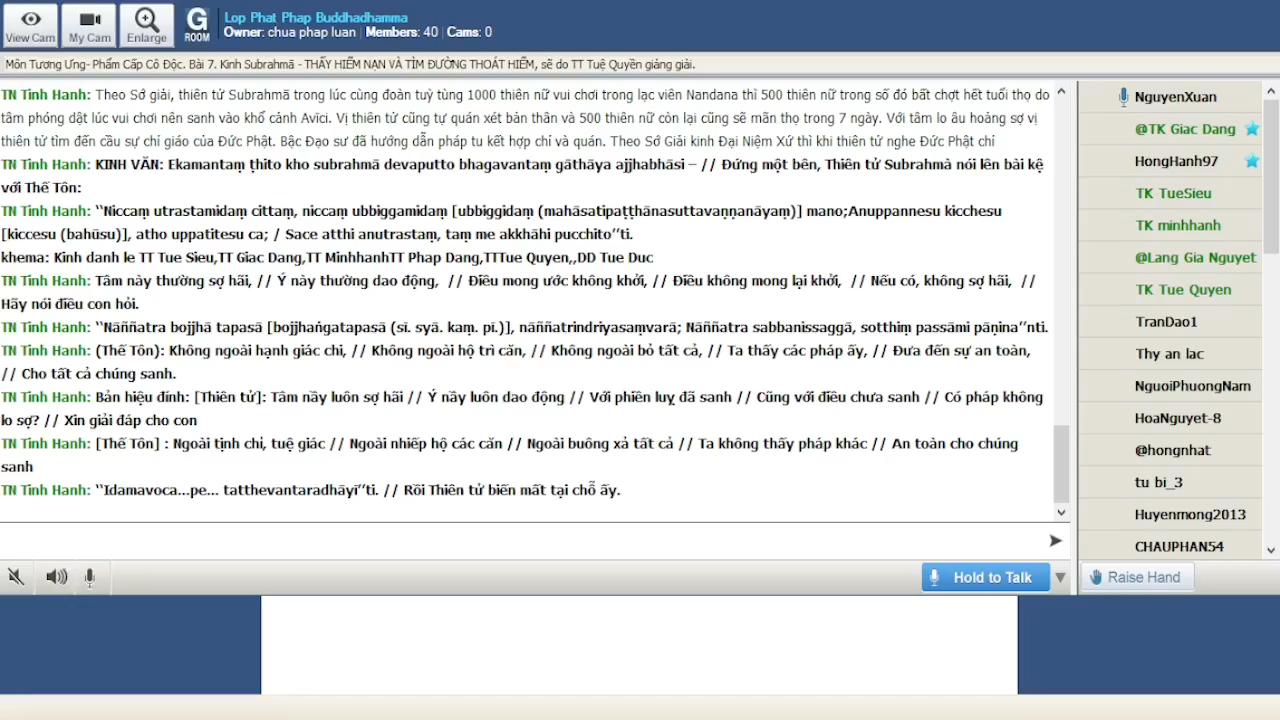 View Cam
My Cam
Enlarge
G ROOM
Lop Phat Phap Buddhadhamma
Owner: chua phap luan | Members: 40 | Cams: 0
Môn Tương Ưng- Phẩm Cấp Cô Độc. Bài 7. Kinh Subrahmā - THẤY HIỂM NẠN VÀ TÌM ĐƯỜNG THOÁT HIỂM, sẽ do TT Tuệ Quyền giảng giải.
TN Tinh Hanh: Theo Sớ giải, thiên tử Subrahmā trong lúc cùng đoàn tuỳ tùng 1000 thiên nữ vui chơi trong lạc viên Nandana thì 500 thiên nữ trong số đó bất chợt hết tuổi thọ do
tâm phóng dật lúc vui chơi nên sanh vào khổ cảnh Avīci. Vị thiên tử cũng tự quán xét bản thân và 500 thiên nữ còn lại cũng sẽ mãn thọ trong 7 ngày. Với tâm lo âu hoảng sợ vị
thiên tử tìm đến cầu sự chỉ giáo của Đức Phật. Bậc Đạo sư đã hướng dẫn pháp tu kết hợp chỉ và quán. Theo Sớ Giải kinh Đại Niệm Xứ thì khi thiên tử nghe Đức Phật chỉ
TN Tinh Hanh: KINH VĂN: Ekamantaṃ ṭhito kho subrahmā devaputto bhagavantaṃ gāthāya ajjhabhāsi – // Đứng một bên, Thiên tử Subrahmà nói lên bài kệ
với Thế Tôn:
TN Tinh Hanh: ‘‘Niccaṃ utrastamidaṃ cittaṃ, niccaṃ ubbiggamidaṃ [ubbiggidaṃ (mahāsatipaṭṭhānasuttavaṇṇanāyaṃ)] mano;Anuppannesu kicchesu
[kiccesu (bahūsu)], atho uppatitesu ca; / Sace atthi anutrastaṃ, taṃ me akkhāhi pucchito’’ti.
khema: Kinh danh le TT Tue Sieu,TT Giac Dang,TT MinhhanhTT Phap Dang,TTTue Quyen,,DD Tue Duc
TN Tinh Hanh: Tâm này thường sợ hãi, // Ý này thường dao động, // Điều mong ước không khởi, // Điều không mong lại khởi, // Nếu có, không sợ hãi, //
Hãy nói điều con hỏi.
TN Tinh Hanh: ‘‘Nāññatra bojjhā tapasā [bojjhaṅgatapasā (sī. syā. kaṃ. pī.)], nāññatrindriyasaṃvarā; Nāññatra sabbanissaggā, sotthiṃ passāmi pāṇina’’nti.
TN Tinh Hanh: (Thế Tôn): Không ngoài hạnh giác chi, // Không ngoài hộ trì căn, // Không ngoài bỏ tất cả, // Ta thấy các pháp ấy, // Đưa đến sự an toàn,
// Cho tất cả chúng sanh.
TN Tinh Hanh: Bản hiệu đính: [Thiên tử]: Tâm nầy luôn sợ hãi // Ý nầy luôn dao động // Với phiền luỵ đã sanh // Cũng với điều chưa sanh // Có pháp không
lo sợ? // Xin giải đáp cho con
TN Tinh Hanh: [Thế Tôn] : Ngoài tịnh chỉ, tuệ giác // Ngoài nhiếp hộ các căn // Ngoài buông xả tất cả // Ta không thấy pháp khác // An toàn cho chúng
sanh
TN Tinh Hanh: ‘‘Idamavoca...pe... tatthevantaradhāyī’’ti. // Rồi Thiên tử biến mất tại chỗ ấy.
Hold to Talk
NguyenXuan
@TK Giac Dang
HongHanh97
TK TueSieu
TK minhhanh
@Lang Gia Nguyet
TK Tue Quyen
TranDao1
Thy an lac
NguoiPhuongNam
HoaNguyet-8
@hongnhat
tu bi_3
Huyenmong2013
CHAUPHAN54
Raise Hand